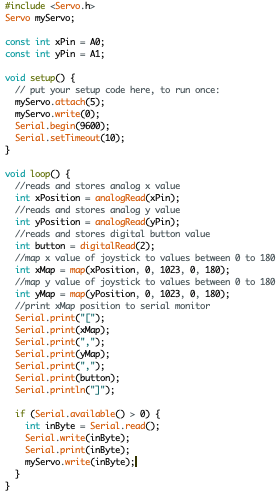 #include <Servo.h>
Servo myServo;

const int xPin = A0;
const int yPin = A1;

void setup() {
  // put your setup code here, to run once:
  myServo.attach(5);
  myServo.write(0);
  Serial.begin(9600);
  Serial.setTimeout(10);
}

void loop() {
  //reads and stores analog x value
  int xPosition = analogRead(xPin);
  //reads and stores analog y value
  int yPosition = analogRead(yPin);
  //reads and stores digital button value
  int button = digitalRead(2);
  //map x value of joystick to values between 0 to 180
  int xMap = map(xPosition, 0, 1023, 0, 180);
  //map y value of joystick to values between 0 to 180
  int yMap = map(yPosition, 0, 1023, 0, 180);
  //print xMap position to serial monitor
  Serial.print("[");
  Serial.print(xMap);
  Serial.print(",");
  Serial.print(yMap);
  Serial.print(",");
  Serial.print(button);
  Serial.println("]");

  if (Serial.available() > 0) {
    int inByte = Serial.read();
    Serial.write(inByte);
    Serial.print(inByte);
    myServo.write(inByte);
  }
}